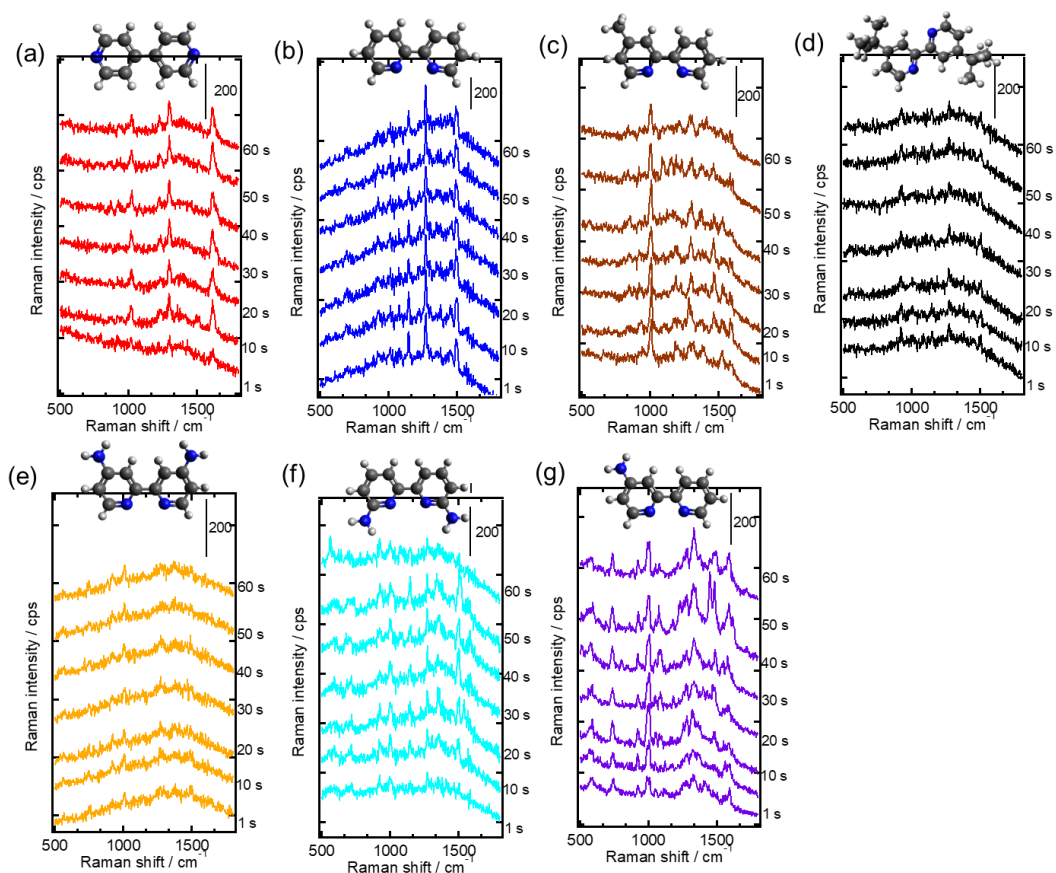 (a)
200
60 s
50 s
40 s
30 s
20 s
10 s
1 s
Raman intensity / cps
500 1000 1500
Raman shift / cm-1
(b)
200
60 s
50 s
40 s
30 s
20 s
10 s
1 s
Raman intensity / cps
500 1000 1500
Raman shift / cm-1
(c)
200
60 s
50 s
40 s
30 s
20 s
10 s
1 s
Raman intensity / cps
500 1000 1500
Raman shift / cm-1
(d)
200
60 s
50 s
40 s
30 s
20 s
10 s
1 s
Raman intensity / cps
500 1000 1500
Raman shift / cm-1
(e)
200
60 s
50 s
40 s
30 s
20 s
10 s
1 s
Raman intensity / cps
500 1000 1500
Raman shift / cm-1
(f)
200
60 s
50 s
40 s
30 s
20 s
10 s
1 s
Raman intensity / cps
500 1000 1500
Raman shift / cm-1
(g)
200
60 s
50 s
40 s
30 s
20 s
10 s
1 s
Raman intensity / cps
500 1000 1500
Raman shift / cm-1